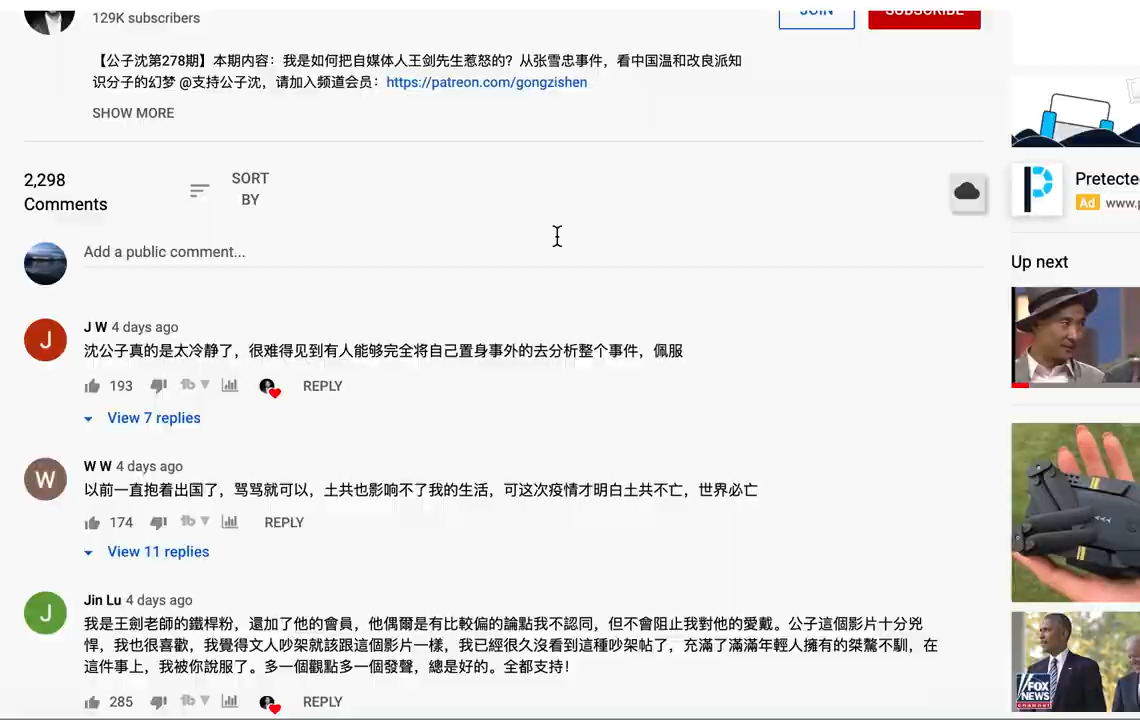 129K subscribers
JOIN
SUBSCRIBE
【公子沈第278期】本期内容：我是如何把自媒体人王剑先生惹怒的？从张雪忠事件，看中国温和改良派知
识分子的幻梦 @支持公子沈，请加入频道会员：https://patreon.com/gongzishen
SHOW MORE
2,298
Comments
SORT
BY
Add a public comment...
J
J W 4 days ago
沈公子真的是太冷静了，很难得见到有人能够完全将自己置身事外的去分析整个事件，佩服
193
REPLY
View 7 replies
W
W W 4 days ago
以前一直抱着出国了，骂骂就可以，土共也影响不了我的生活，可这次疫情才明白土共不亡，世界必亡
174
REPLY
View 11 replies
J
Jin Lu 4 days ago
我是王劍老師的鐵桿粉，還加了他的會員，他偶爾是有比較偏的論點我不認同，但不會阻止我對他的愛戴。公子這個影片十分兇
悍，我也很喜歡，我覺得文人吵架就該跟這個影片一樣，我已經很久沒看到這種吵架帖了，充滿了滿滿年輕人擁有的桀驁不馴，在
這件事上，我被你說服了。多一個觀點多一個發聲，總是好的。全都支持！
285
REPLY
Pretecte
Ad www.p
Up next
FOX
NEWS
channel